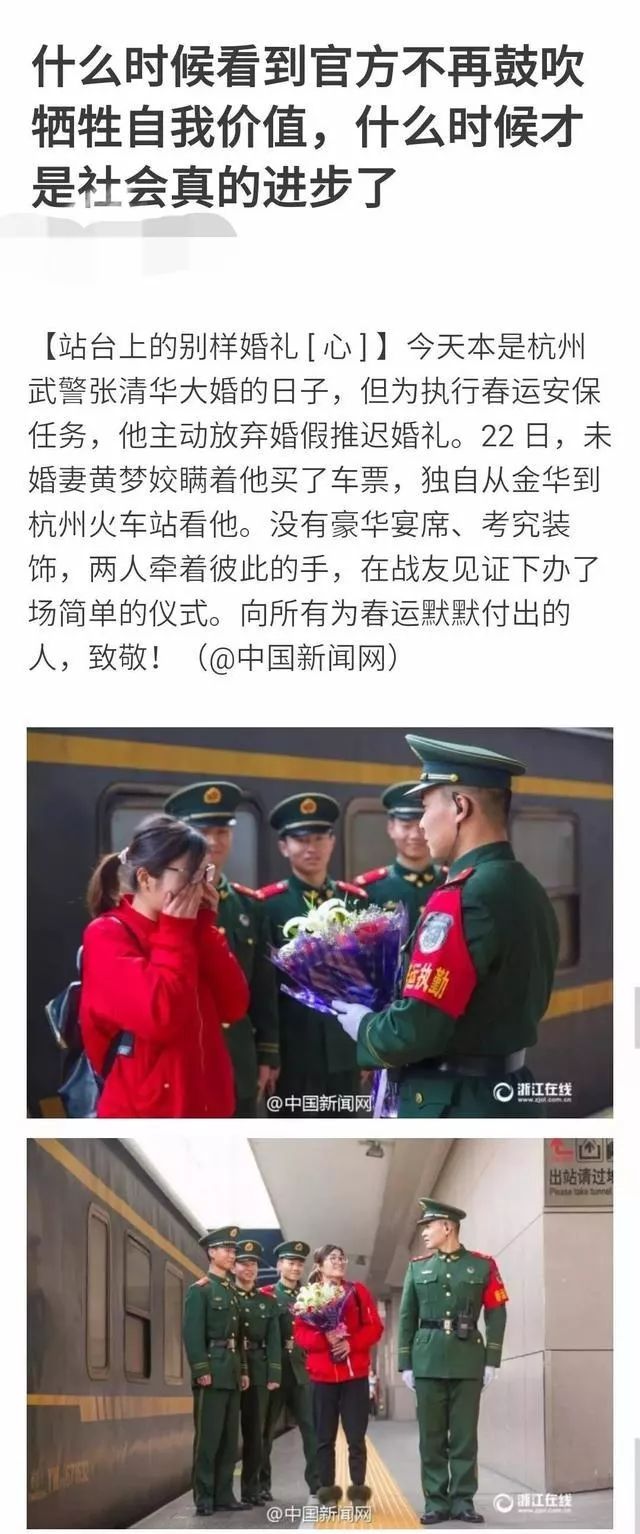 什么时候看到官方不再鼓吹
牺牲自我价值，什么时候才
是社会真的进步了
【站台上的别样婚礼 [ 心 ] 】今天本是杭州
武警张清华大婚的日子，但为执行春运安保
任务，他主动放弃婚假推迟婚礼。22 日，未
婚妻黄梦姣瞒着他买了车票，独自从金华到
杭州火车站看他。没有豪华宴席、考究装
饰，两人牵着彼此的手，在战友见证下办了
场简单的仪式。向所有为春运默默付出的
人，致敬！（@中国新闻网）
运执勤
@中国新闻网
浙江在线
www.zjol.com.cn
出站请过地
Please take tunnel
@中国新闻网
浙江在线
www.zjol.com.cn